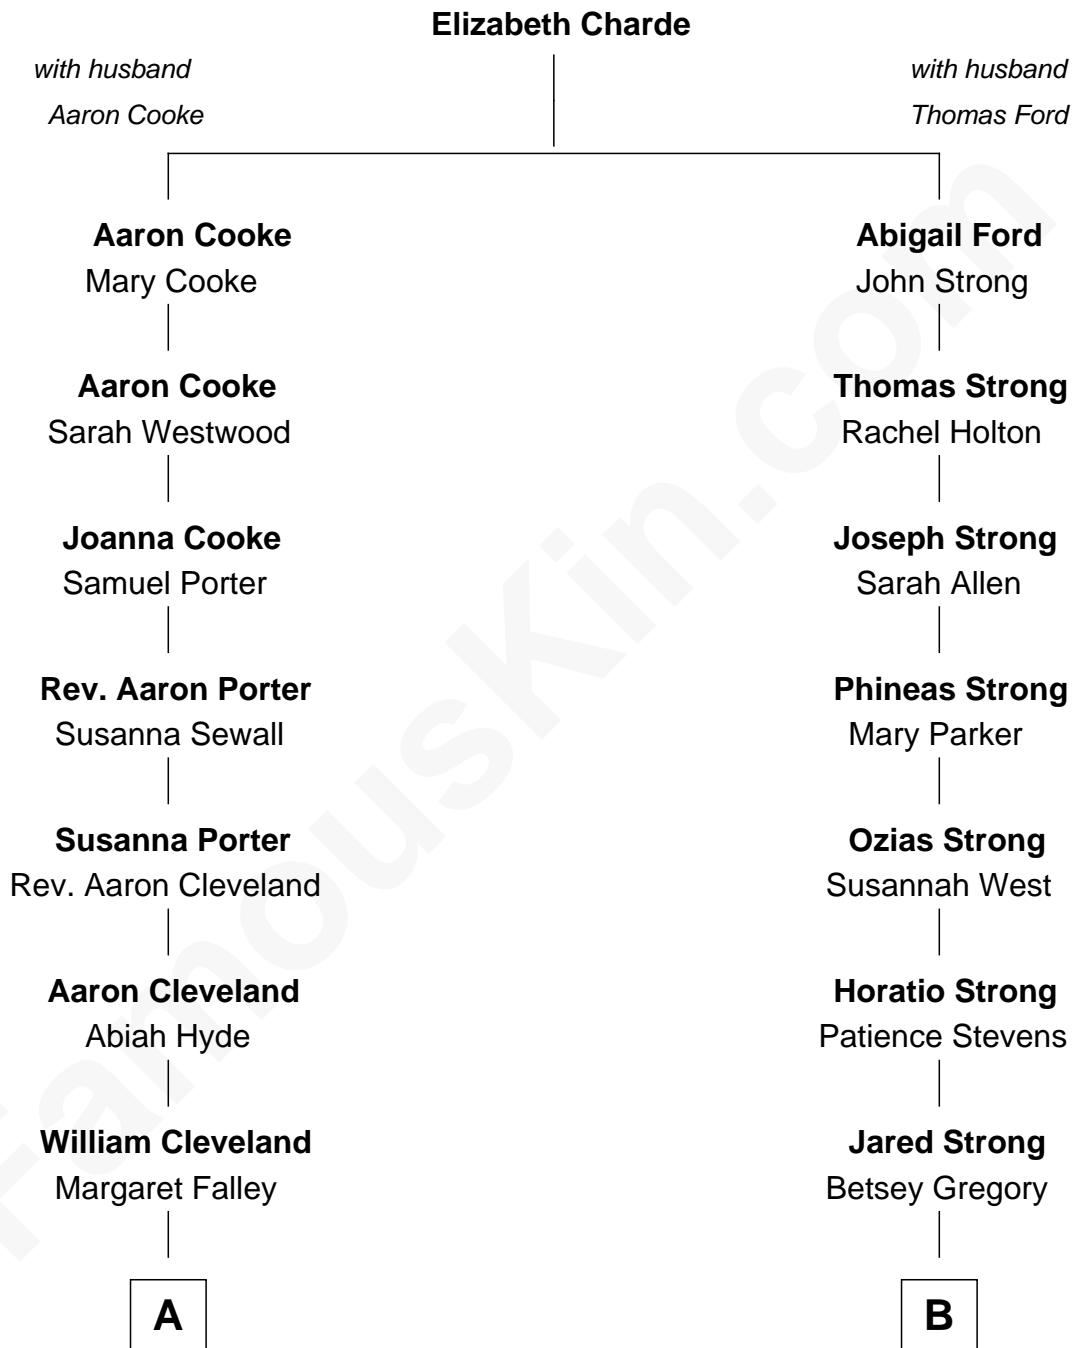 Elizabeth Charde
with husband
Aaron Cooke
with husband
Thomas Ford
Aaron Cooke
Mary Cooke
Abigail Ford
John Strong
Aaron Cooke
Sarah Westwood
Thomas Strong
Rachel Holton
Joanna Cooke
Samuel Porter
Joseph Strong
Sarah Allen
Rev. Aaron Porter
Susanna Sewall
Phineas Strong
Mary Parker
Susanna Porter
Rev. Aaron Cleveland
Ozias Strong
Susannah West
Aaron Cleveland
Abiah Hyde
Horatio Strong
Patience Stevens
William Cleveland
Margaret Falley
Jared Strong
Betsey Gregory
A
B
FamousKin.com